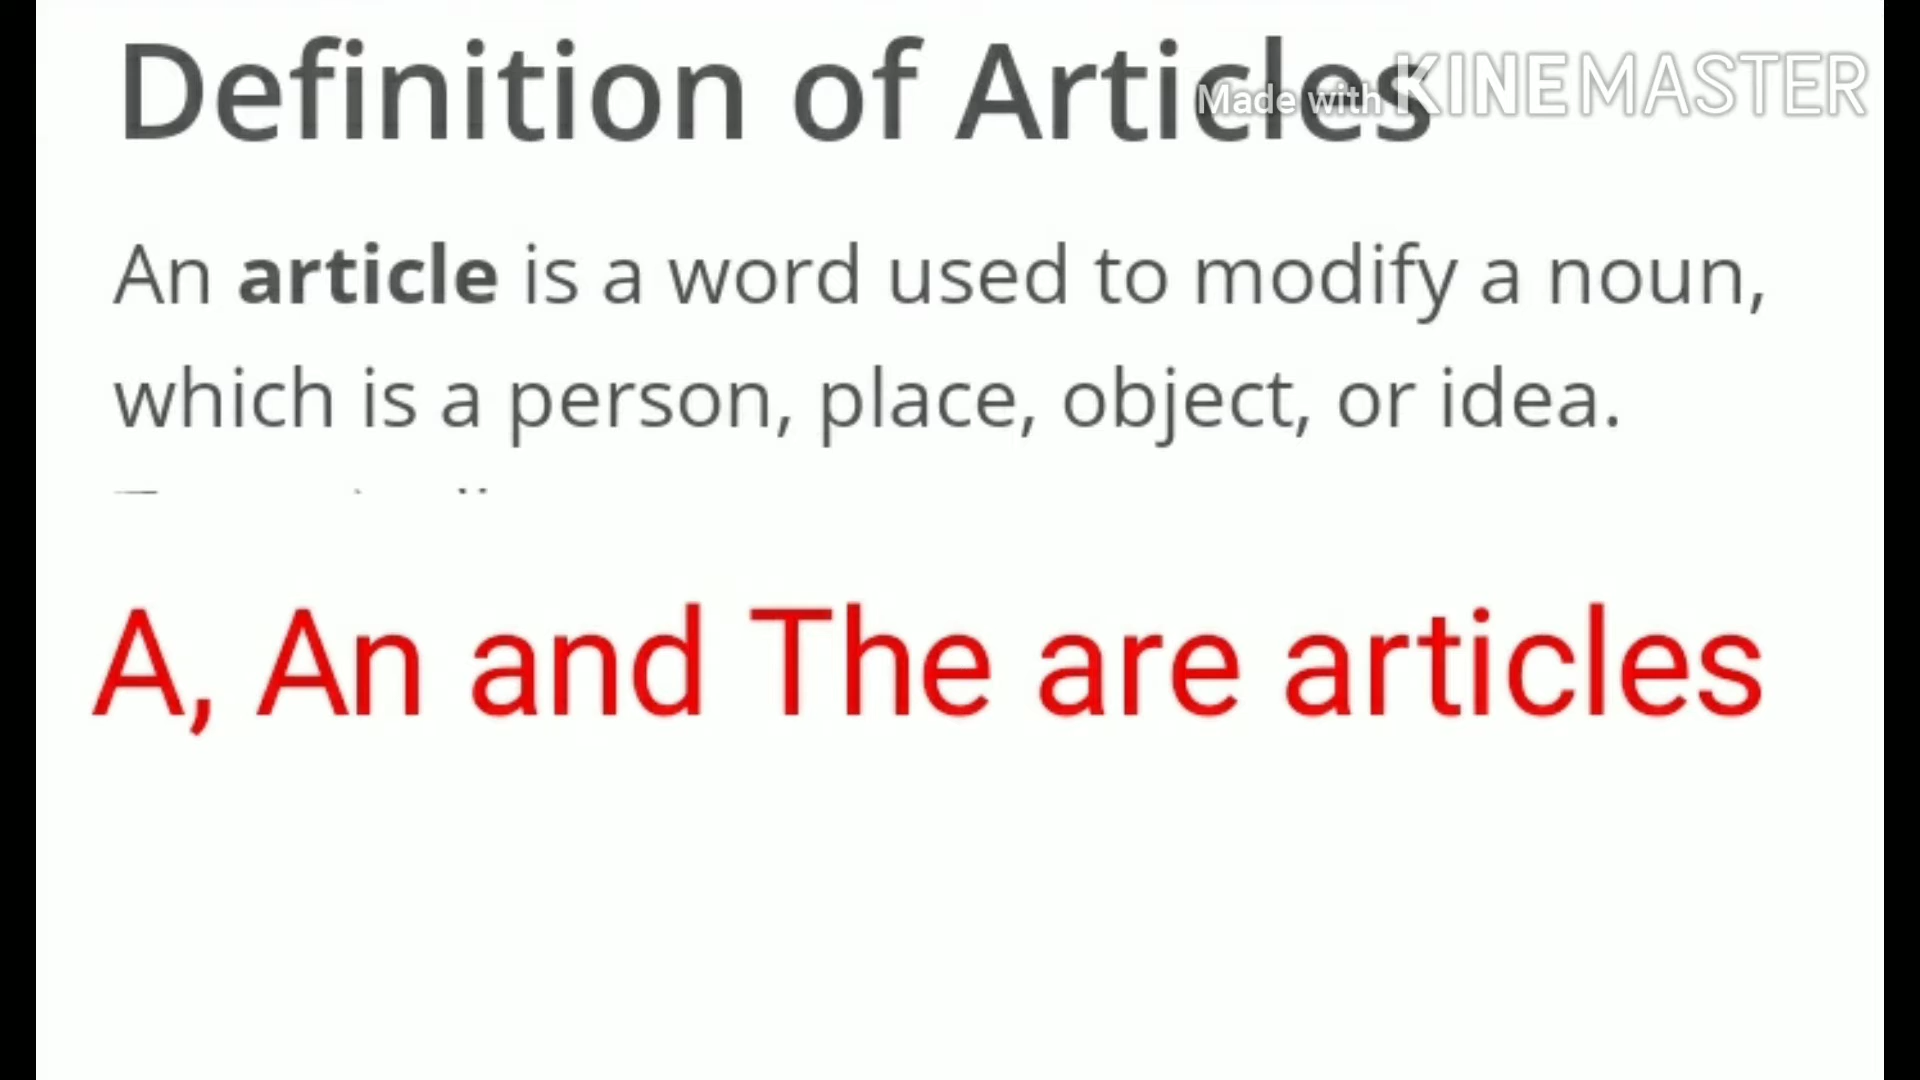 Definition of Articles
Made with KINEMASTER
An article is a word used to modify a noun,
which is a person, place, object, or idea.
A, An and The are articles